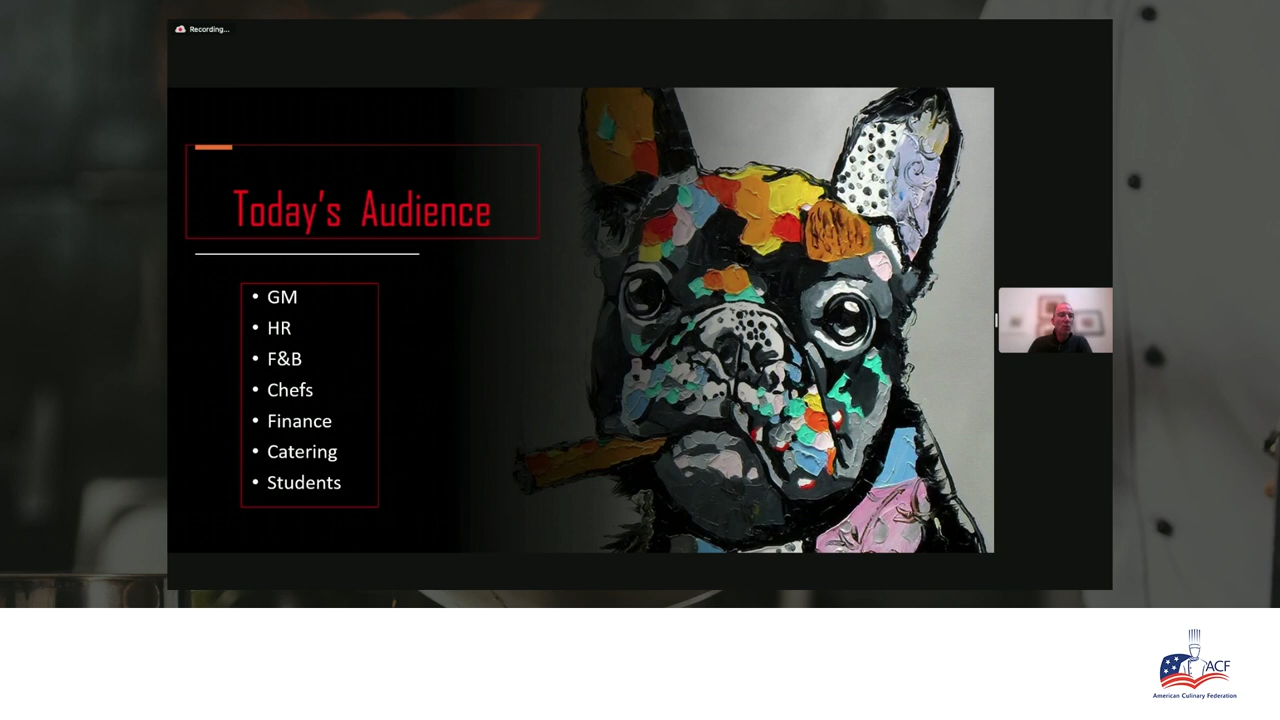 Recording...
Today's Audience
• GM
• HR
• F&B
• Chefs
• Finance
• Catering
• Students
ACF
American Culinary Federation